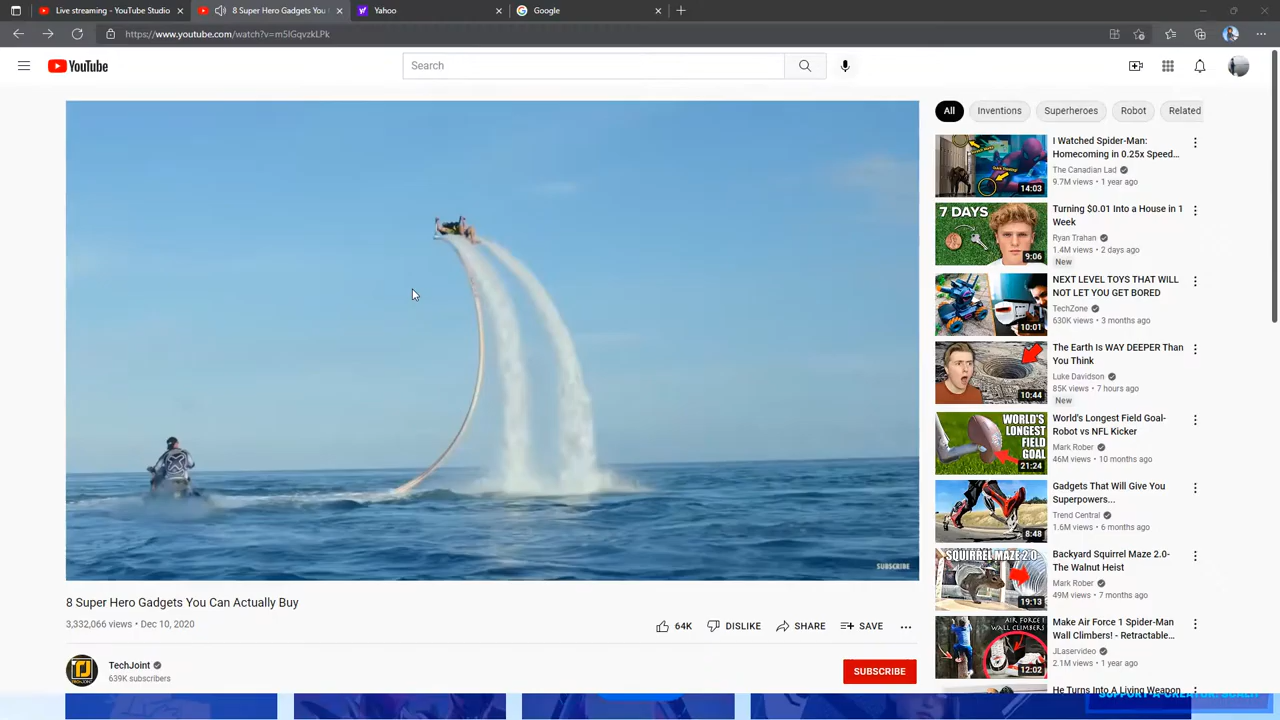 Live streaming - YouTube Studio
8 Super Hero Gadgets You
Yahoo
Google
https://www.youtube.com/watch?v=m5IGqvzkLPk
YouTube
Search
All
Inventions
Superheroes
Robot
Related
SUBSCRIBE
8 Super Hero Gadgets You Can Actually Buy
3,332,066 views • Dec 10, 2020
64K
DISLIKE
SHARE
SAVE
TechJoint
639K subscribers
SUBSCRIBE
14:03
I Watched Spider-Man:
Homecoming in 0.25x Speed...
The Canadian Lad
9.7M views • 1 year ago
7 DAYS
9:06
Turning $0.01 Into a House in 1
Week
Ryan Trahan
1.4M views • 2 days ago
New
10:01
NEXT LEVEL TOYS THAT WILL
NOT LET YOU GET BORED
TechZone
630K views • 3 months ago
10:44
The Earth Is WAY DEEPER Than
You Think
Luke Davidson
85K views • 7 hours ago
New
WORLD'S
LONGEST
FIELD
GOAL
21:24
World's Longest Field Goal-
Robot vs NFL Kicker
Mark Rober
46M views • 10 months ago
8:48
Gadgets That Will Give You
Superpowers...
Trend Central
1.6M views • 6 months ago
SQUIRREL MAZE 2.0
19:13
Backyard Squirrel Maze 2.0-
The Walnut Heist
Mark Rober
49M views • 7 months ago
AIR FORCE 1
WALL CLIMBERS
12:02
Make Air Force 1 Spider-Man
Wall Climbers! - Retractable...
JLaservideo
2.1M views • 1 year ago
He Turns Into A Living Weapon